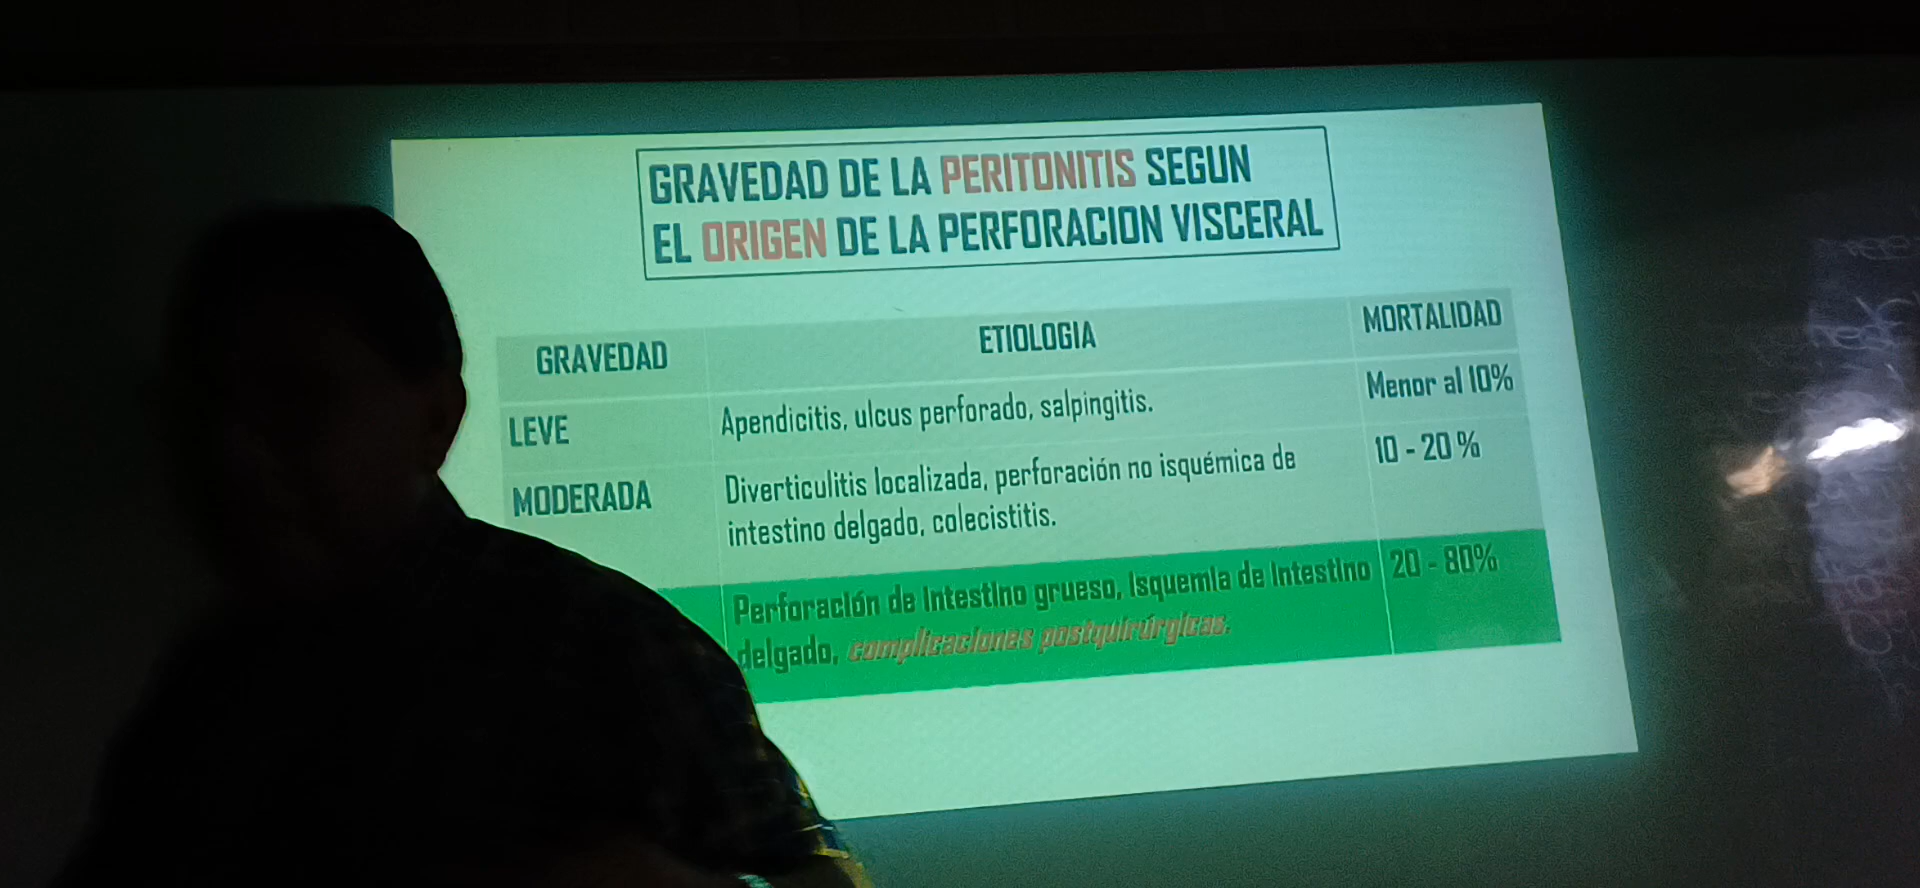 GRAVEDAD DE LA PERITONITIS SEGUN
EL ORIGEN DE LA PERFORACION VISCERAL
GRAVEDAD ETIOLOGIA MORTALIDAD
LEVE Apendicitis, ulcus perforado, salpingitis. Menor al 10%
MODERADA Diverticulitis localizada, perforación no isquémica de 10 - 20 %
intestino delgado, colecistitis.
Perforación de intestino grueso, isquemia de intestino 20 - 80%
delgado, complicaciones postquirúrgicas.